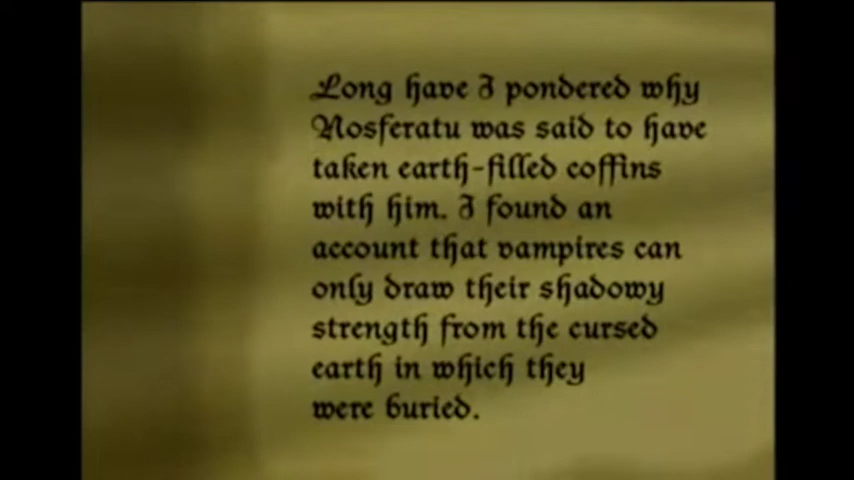 Long have I pondered why
Nosferatu was said to have
taken earth-filled coffins
with him. I found an
account that vampires can
only draw their shadowy
strength from the cursed
earth in which they
were buried.